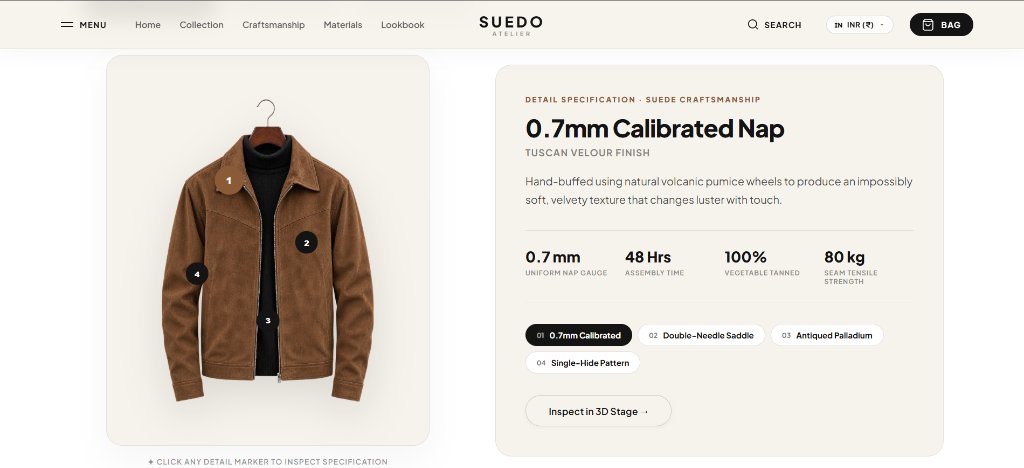 MENU
Home
Collection
Craftsmanship
Materials
Lookbook
SUEDO
ATELIER
SEARCH
IN INR (₹)
BAG
1
2
4
3
✦ CLICK ANY DETAIL MARKER TO INSPECT SPECIFICATION
DETAIL SPECIFICATION · SUEDE CRAFTSMANSHIP
0.7mm Calibrated Nap
TUSCAN VELOUR FINISH
Hand-buffed using natural volcanic pumice wheels to produce an impossibly
soft, velvety texture that changes luster with touch.
0.7 mm
UNIFORM NAP GAUGE
48 Hrs
ASSEMBLY TIME
100%
VEGETABLE TANNED
80 kg
SEAM TENSILE
STRENGTH
01 0.7mm Calibrated
02 Double-Needle Saddle
03 Antiqued Palladium
04 Single-Hide Pattern
Inspect in 3D Stage →